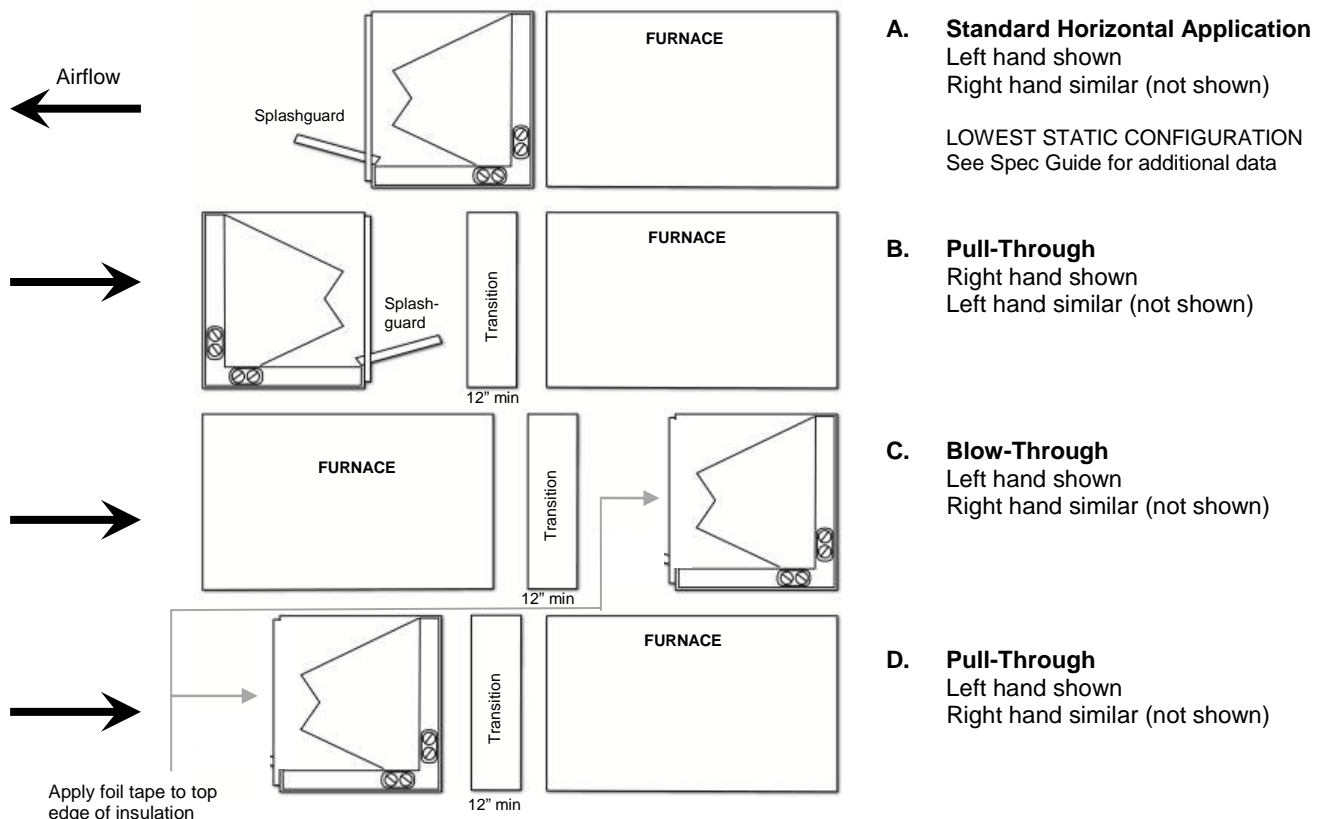 FURNACE
Airflow
Splashguard
A. Standard Horizontal Application
Left hand shown
Right hand similar (not shown)
LOWEST STATIC CONFIGURATION
See Spec Guide for additional data
FURNACE
Splash-
guard
Transition
12” min
B. Pull-Through
Right hand shown
Left hand similar (not shown)
FURNACE
Transition
12” min
C. Blow-Through
Left hand shown
Right hand similar (not shown)
FURNACE
Transition
12” min
D. Pull-Through
Left hand shown
Right hand similar (not shown)
Apply foil tape to top
edge of insulation